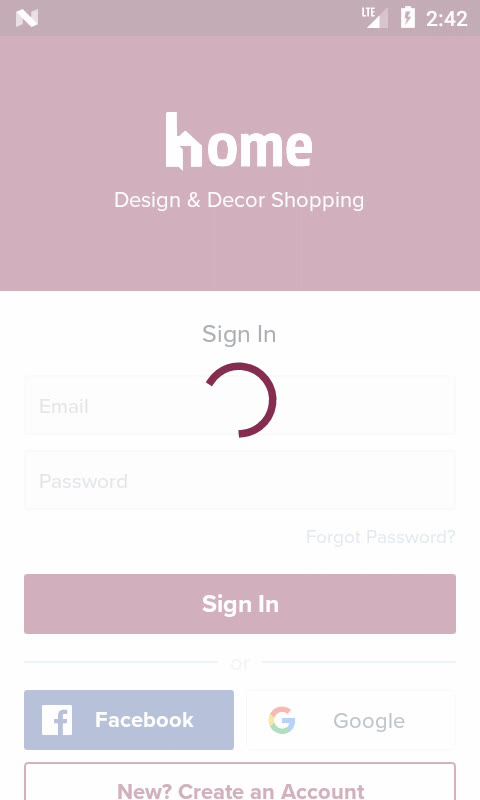 LTE 2:42
home
Design & Decor Shopping
Sign In
Email
Password
Forgot Password?
Sign In
or
Facebook Google
New? Create an Account